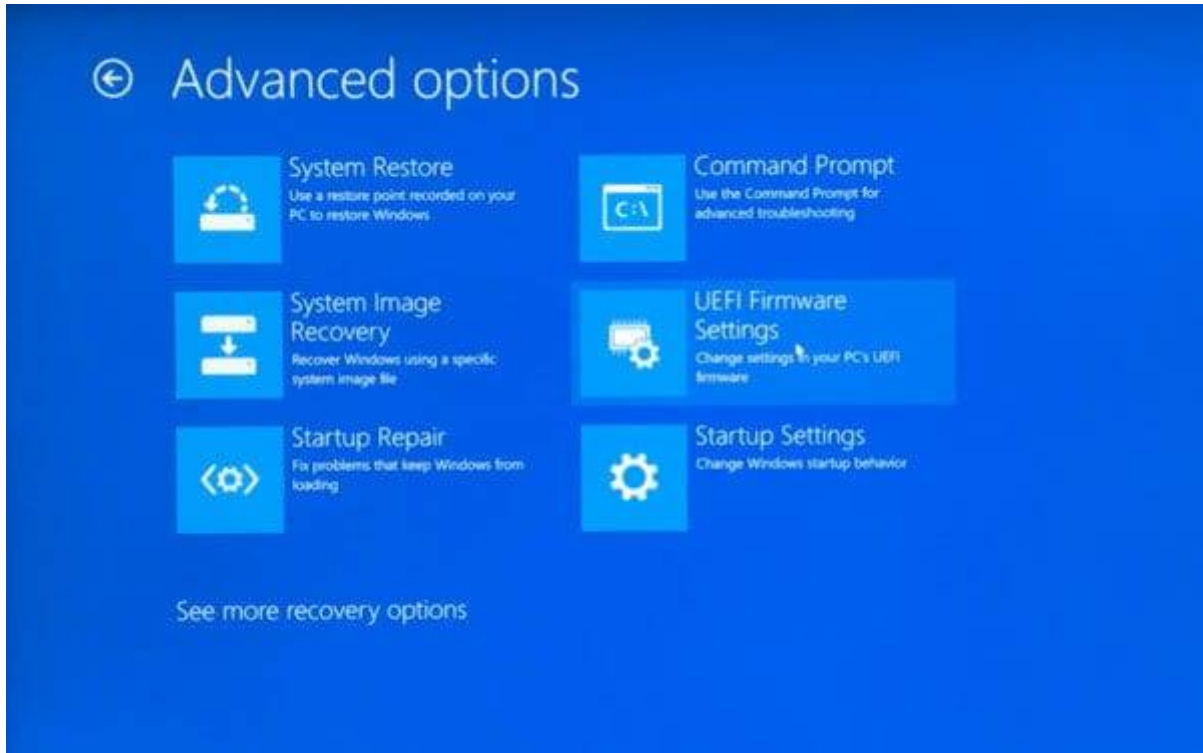 Advanced options
System Restore
Use a restore point recorded on your
PC to restore Windows
Command Prompt
Use the Command Prompt for
advanced troubleshooting
C:\
System Image
Recovery
Recover Windows using a specific
system image file
UEFI Firmware
Settings
Change settings in your PC's UEFI
firmware
Startup Repair
Fix problems that keep Windows from
loading
Startup Settings
Change Windows startup behavior
See more recovery options